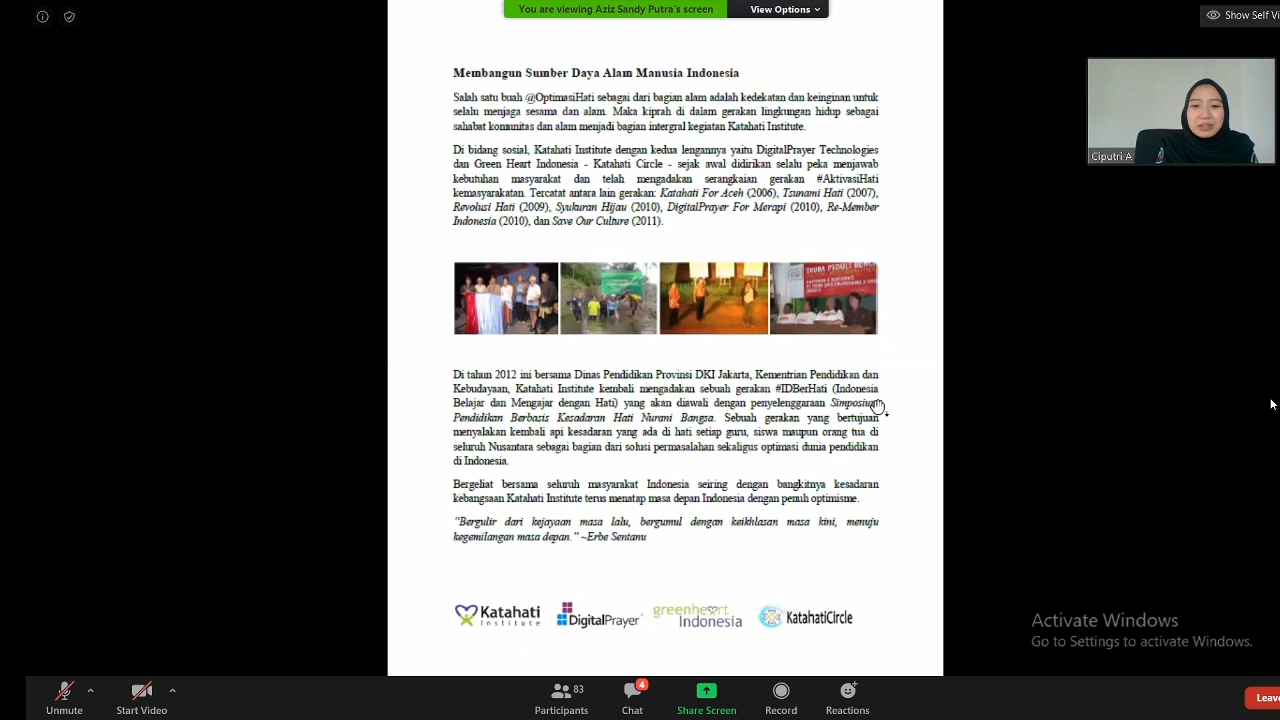 You are viewing Aziz Sandy Putra's screen
View Options
Show Self Vi
Membangun Sumber Daya Alam Manusia Indonesia
Salah satu buah @OptimasiHati sebagai dari bagian alam adalah kedekatan dan keinginan untuk
selalu menjaga sesama dan alam. Maka kiprah di dalam gerakan lingkungan hidup sebagai
sahabat komunitas dan alam menjadi bagian intergral kegiatan Katahati Institute.
Di bidang sosial, Katahati Institute dengan kedua lengannya yaitu DigitalPrayer Technologies
dan Green Heart Indonesia - Katahati Circle - sejak awal didirikan selalu peka menjawab
kebutuhan masyarakat dan telah mengadakan serangkaian gerakan #AktivasiHati
kemasyarakatan. Tercatat antara lain gerakan: Katahati For Aceh (2006), Tsunami Hati (2007),
Revolusi Hati (2009), Syukuran Hijau (2010), DigitalPrayer For Merapi (2010), Re-Member
Indonesia (2010), dan Save Our Culture (2011).
Ciputri A
Di tahun 2012 ini bersama Dinas Pendidikan Provinsi DKI Jakarta, Kementrian Pendidikan dan
Kebudayaan, Katahati Institute kembali mengadakan sebuah gerakan #IDBerHati (Indonesia
Belajar dan Mengajar dengan Hati) yang akan diawali dengan penyelenggaraan Simposium
Pendidikan Berbasis Kesadaran Hati Nurani Bangsa. Sebuah gerakan yang bertujuan
menyalakan kembali api kesadaran yang ada di hati setiap guru, siswa maupun orang tua di
seluruh Nusantara sebagai bagian dari solusi permasalahan sekaligus optimasi dunia pendidikan
di Indonesia.
Bergeliat bersama seluruh masyarakat Indonesia seiring dengan bangkitnya kesadaran
kebangsaan Katahati Institute terus menatap masa depan Indonesia dengan penuh optimisme.
“Bergulir dari kejayaan masa lalu, bergumul dengan keikhlasan masa kini, menuju
kegemilangan masa depan.” ~Erbe Sentanu
Katahati Institute
DigitalPrayer
greenheart Indonesia
KatahatiCircle
Activate Windows
Go to Settings to activate Windows.
Unmute
Start Video
83
Participants
4
Chat
Share Screen
Record
Reactions
Leav